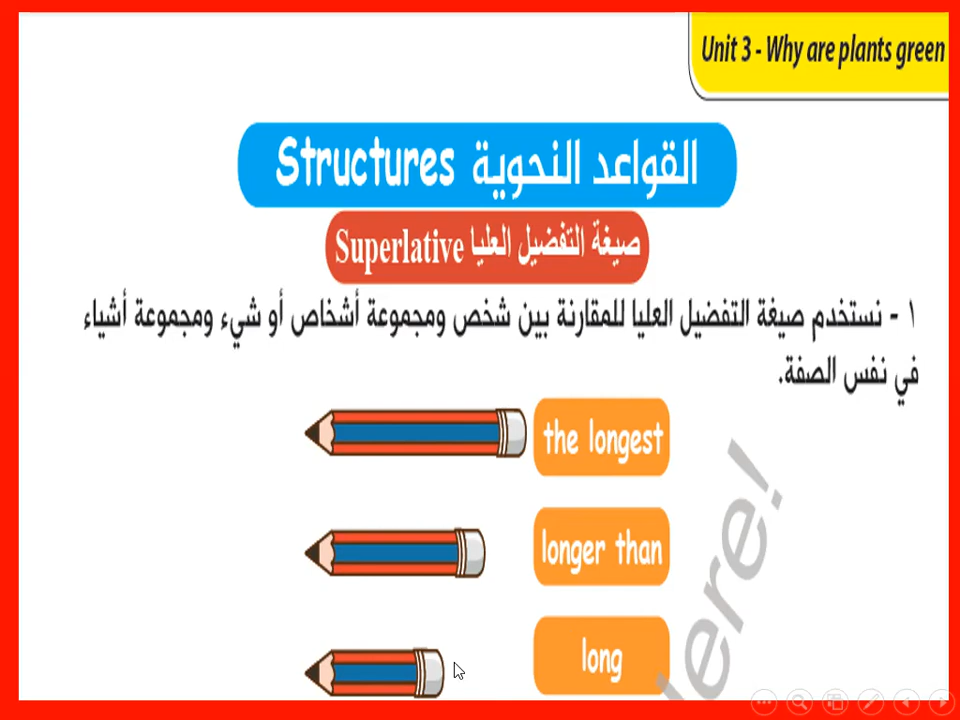 Unit 3 - Why are plants green
القواعد النحوية Structures
صيغة التفضيل العليا Superlative
١ - نستخدم صيغة التفضيل العليا للمقارنة بين شخص ومجموعة أشخاص أو شيء ومجموعة أشياء
في نفس الصفة.
the longest
longer than
long
ere!